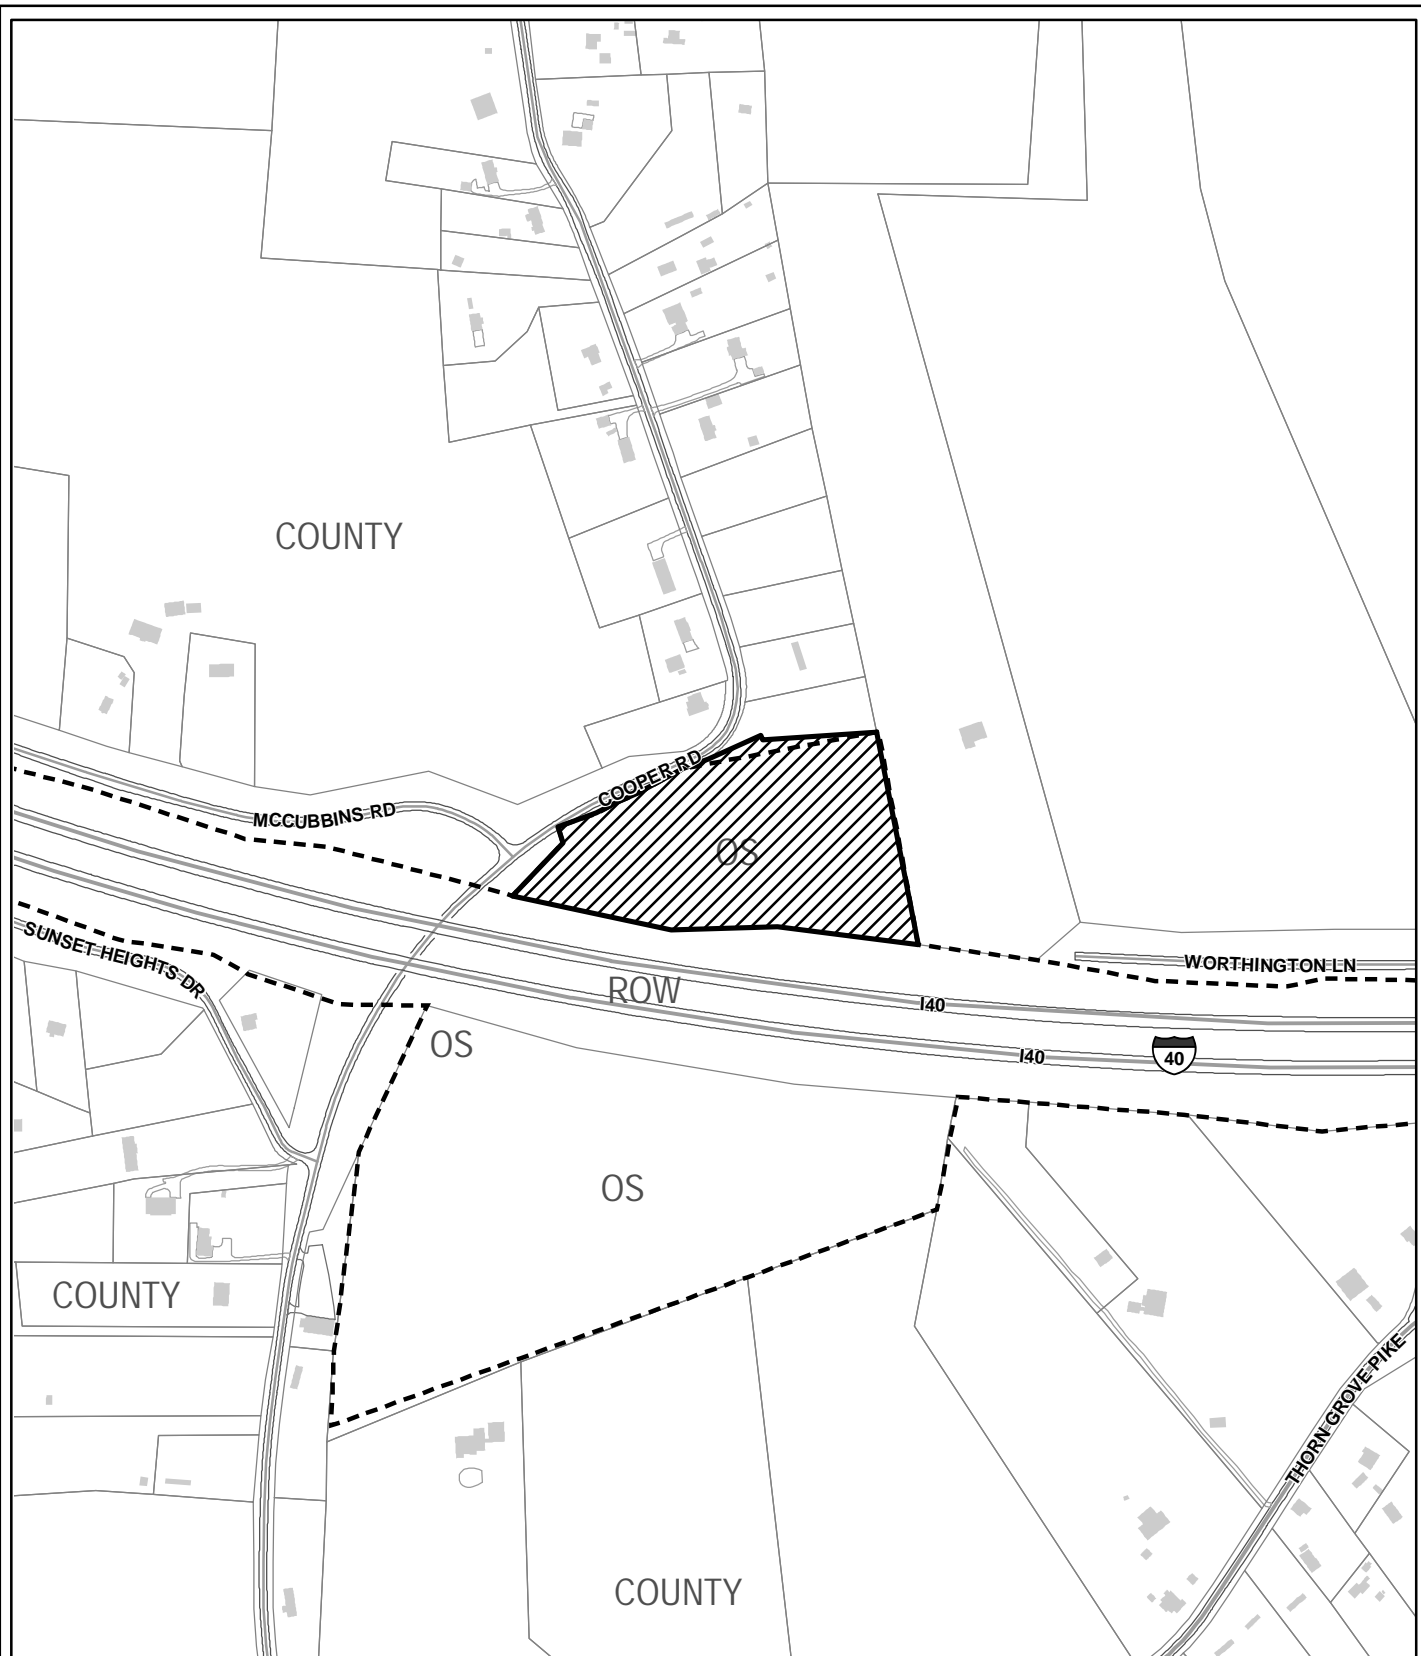 COUNTY
COOPER RD
MCCUBBINS RD
OS
SUNSET HEIGHTS DR
WORTHINGTON LN
ROW
I40
OS
I40
40
OS
COUNTY
THORN GROVE PIKE
COUNTY